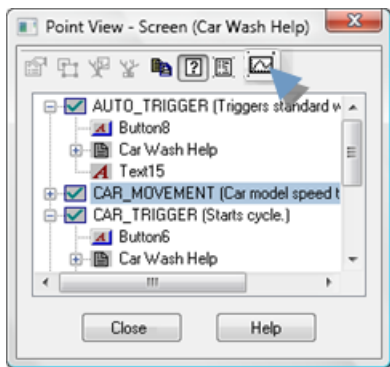 Point View - Screen (Car Wash Help)
AUTO_TRIGGER (Triggers standard w
Button8
Car Wash Help
Text15
CAR_MOVEMENT (Car model speed t
CAR_TRIGGER (Starts cycle.)
Button6
Car Wash Help
Close Help